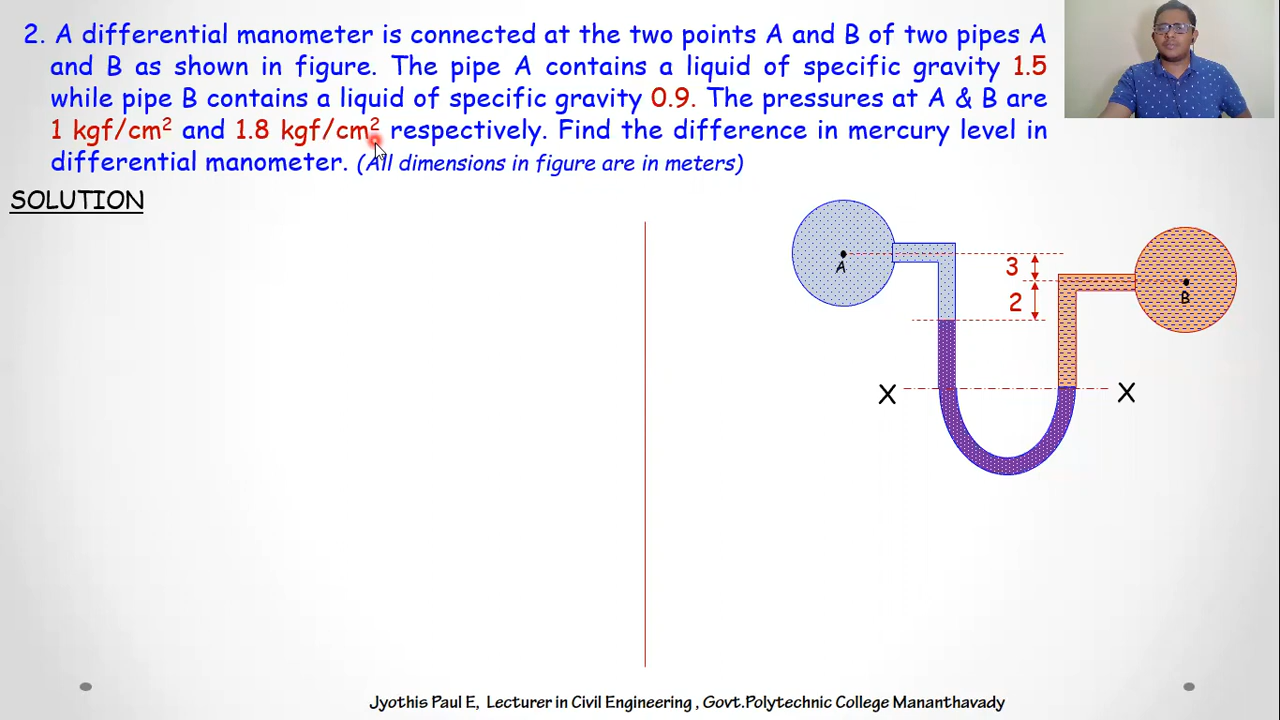 2. A differential manometer is connected at the two points A and B of two pipes A
and B as shown in figure. The pipe A contains a liquid of specific gravity 1.5
while pipe B contains a liquid of specific gravity 0.9. The pressures at A & B are
1 kgf/cm² and 1.8 kgf/cm² respectively. Find the difference in mercury level in
differential manometer. (All dimensions in figure are in meters)
SOLUTION
A
3
2
B
X
X
Jyothis Paul E, Lecturer in Civil Engineering , Govt.Polytechnic College Mananthavady